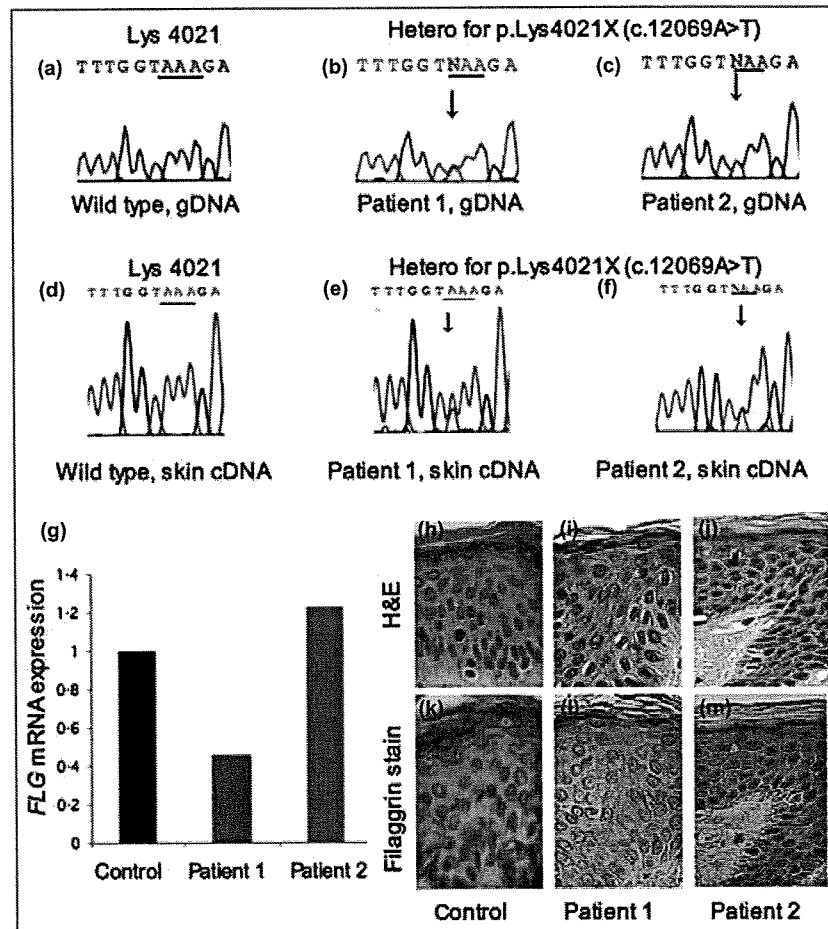 Lys 4021 Hetero for p.Lys4021X (c.12069A>T)
(a) TTTGGTAAAGA (b) TTTGGTNAAGA (c) TTTGGTNAAGA
Wild type, gDNA Patient 1, gDNA Patient 2, gDNA
Lys 4021 Hetero for p.Lys4021X (c.12069A>T)
(d) TTTGGTAAAGA (e) TTTGGTAAAGA (f) TTTGGTNAAGA
Wild type, skin cDNA Patient 1, skin cDNA Patient 2, skin cDNA
(g)
FLG mRNA expression
1·4
1·2
1
0·8
0·6
0·4
0·2
0
Control Patient 1 Patient 2
H&E
(h) (i) (j)
Filaggrin stain
(k) (l) (m)
Control Patient 1 Patient 2